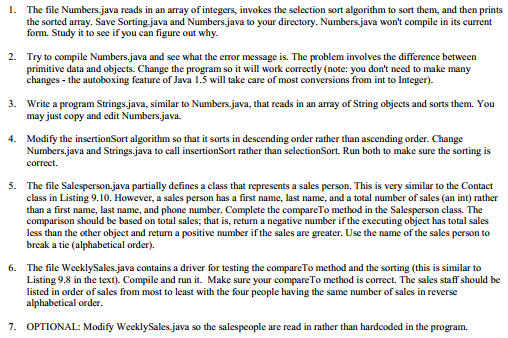 1. The file Numbers.java reads in an array of integers, invokes the selection sort algorithm to sort them, and then prints
the sorted array. Save Sorting.java and Numbers.java to your directory. Numbers.java won't compile in its current
form. Study it to see if you can figure out why.
2. Try to compile Numbers.java and see what the error message is. The problem involves the difference between
primitive data and objects. Change the program so it will work correctly (note: you don't need to make many
changes - the autoboxing feature of Java 1.5 will take care of most conversions from int to Integer).
3. Write a program Strings.java, similar to Numbers.java, that reads in an array of String objects and sorts them. You
may just copy and edit Numbers.java.
4. Modify the insertionSort algorithm so that it sorts in descending order rather than ascending order. Change
Numbers.java and Strings.java to call insertionSort rather than selectionSort. Run both to make sure the sorting is
correct.
5. The file Salesperson.java partially defines a class that represents a sales person. This is very similar to the Contact
class in Listing 9.10. However, a sales person has a first name, last name, and a total number of sales (an int) rather
than a first name, last name, and phone number. Complete the compareTo method in the Salesperson class. The
comparison should be based on total sales; that is, return a negative number if the executing object has total sales
less than the other object and return a positive number if the sales are greater. Use the name of the sales person to
break a tie (alphabetical order).
6. The file WeeklySales.java contains a driver for testing the compareTo method and the sorting (this is similar to
Listing 9.8 in the text). Compile and run it. Make sure your compareTo method is correct. The sales staff should be
listed in order of sales from most to least with the four people having the same number of sales in reverse
alphabetical order.
7. OPTIONAL: Modify WeeklySales.java so the salespeople are read in rather than hardcoded in the program.